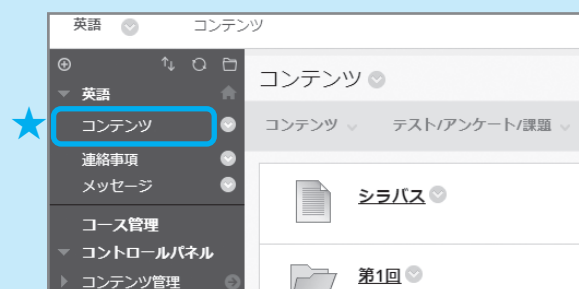 英語 コンテンツ
英語
コンテンツ
連絡事項
メッセージ
コース管理
コントロールパネル
コンテンツ管理
コンテンツ
コンテンツ テスト/アンケート/課題
シラバス
第1回